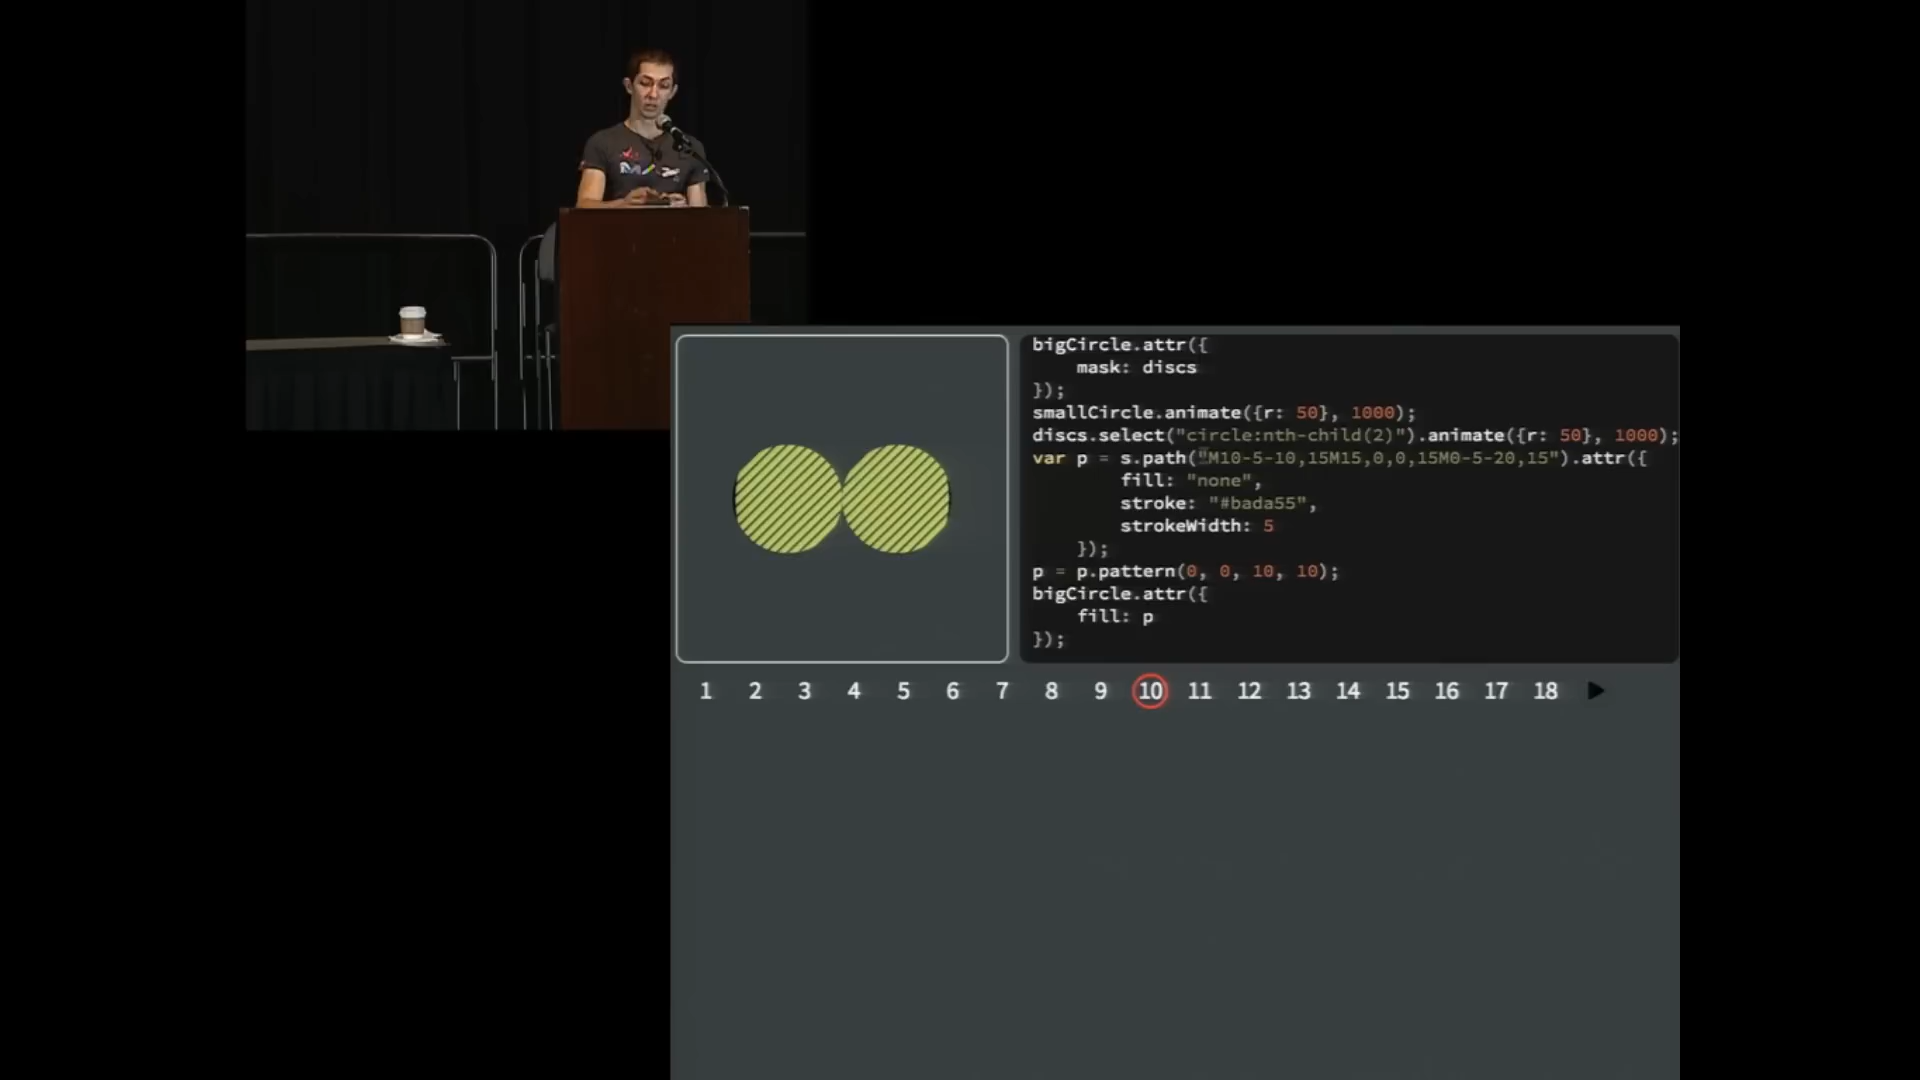 bigCircle.attr({
    mask: discs
});
smallCircle.animate({r: 50}, 1000);
discs.select("circle:nth-child(2)").animate({r: 50}, 1000);
var p = s.path("M10-5-10,15M15,0,0,15M0-5-20,15").attr({
        fill: "none",
        stroke: "#bada55",
        strokeWidth: 5
    });
p = p.pattern(0, 0, 10, 10);
bigCircle.attr({
    fill: p
});
1 2 3 4 5 6 7 8 9 10 11 12 13 14 15 16 17 18